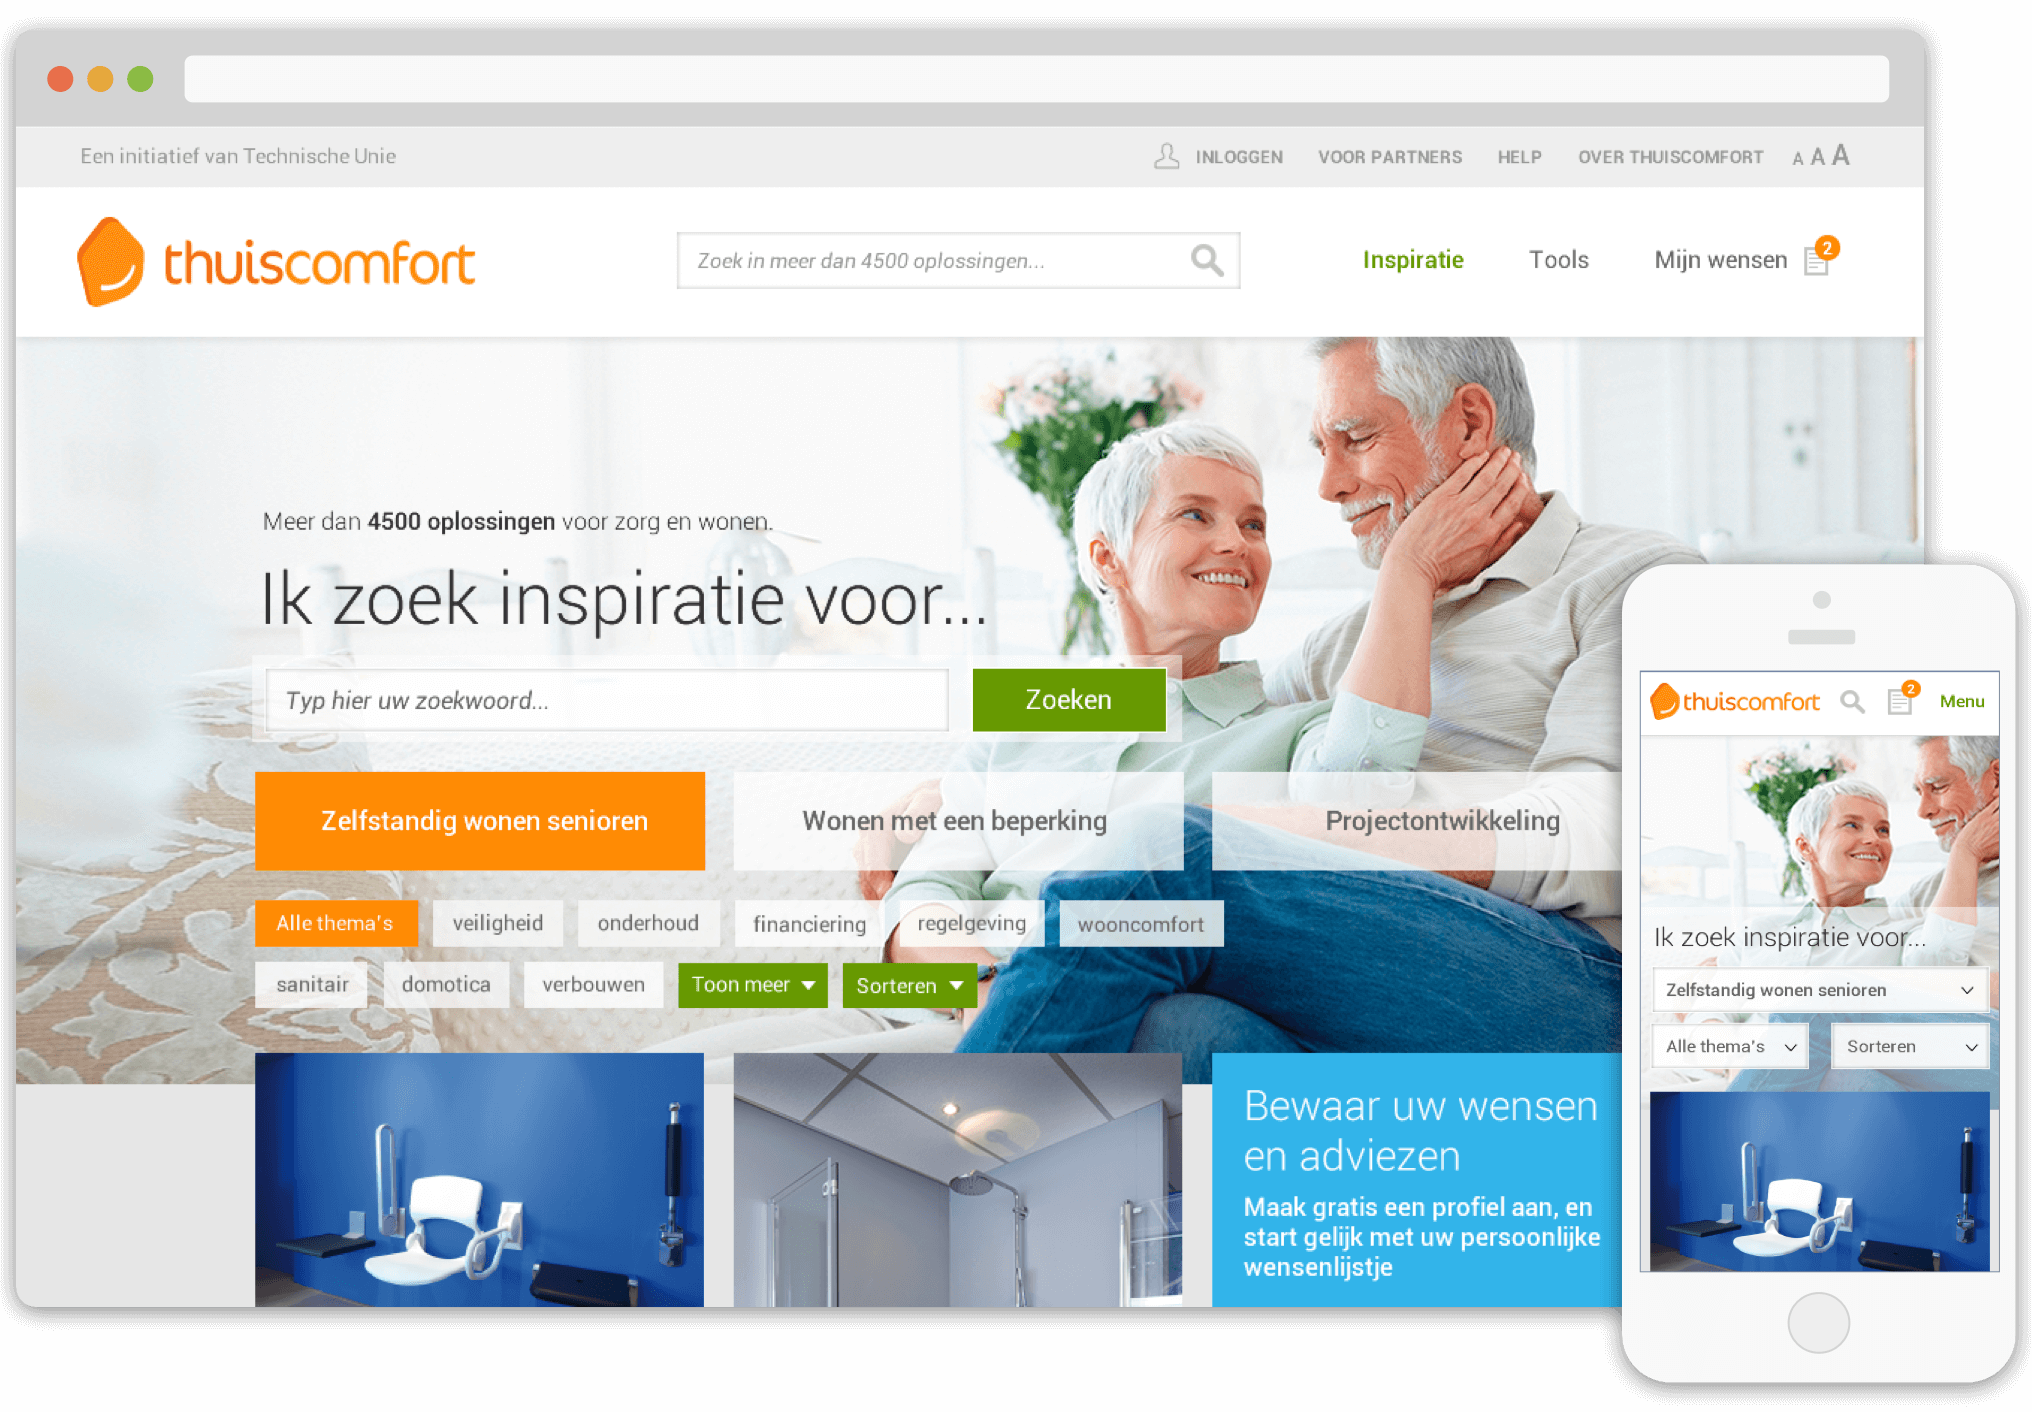 Een initiatief van Technische Unie
INLOGGEN VOOR PARTNERS HELP OVER THUISCOMFORT A A A
thuiscomfort
Zoek in meer dan 4500 oplossingen...
Inspiratie Tools Mijn wensen 2
Meer dan 4500 oplossingen voor zorg en wonen.
Ik zoek inspiratie voor...
Typ hier uw zoekwoord...
Zoeken
Zelfstandig wonen senioren
Wonen met een beperking
Projectontwikkeling
Alle thema's veiligheid onderhoud financiering regelgeving wooncomfort
sanitair domotica verbouwen Toon meer Sorteren
Bewaar uw wensen
en adviezen
Maak gratis een profiel aan, en
start gelijk met uw persoonlijke
wensenlijstje
thuiscomfort 2 Menu
Ik zoek inspiratie voor...
Zelfstandig wonen senioren
Alle thema's Sorteren